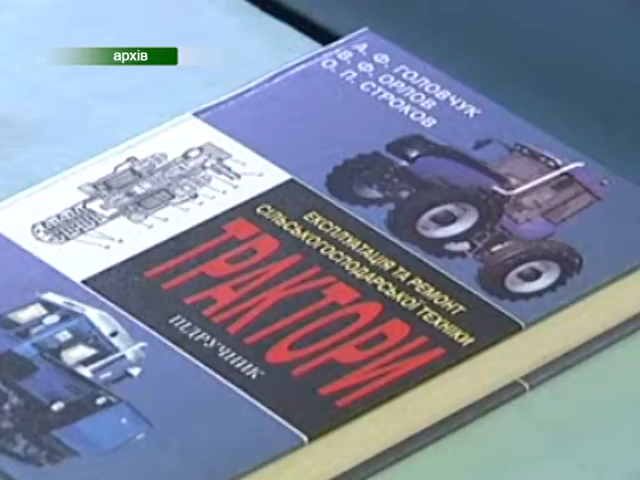 архів
А. Ф. ГОЛОВЧУК
В. Ф. ОРЛОВ
О. П. СТРОКОВ
ЕКСПЛУАТАЦІЯ ТА РЕМОНТ
СІЛЬСЬКОГОСПОДАРСЬКОЇ ТЕХНІКИ
ТРАКТОРИ
ПІДРУЧНИК